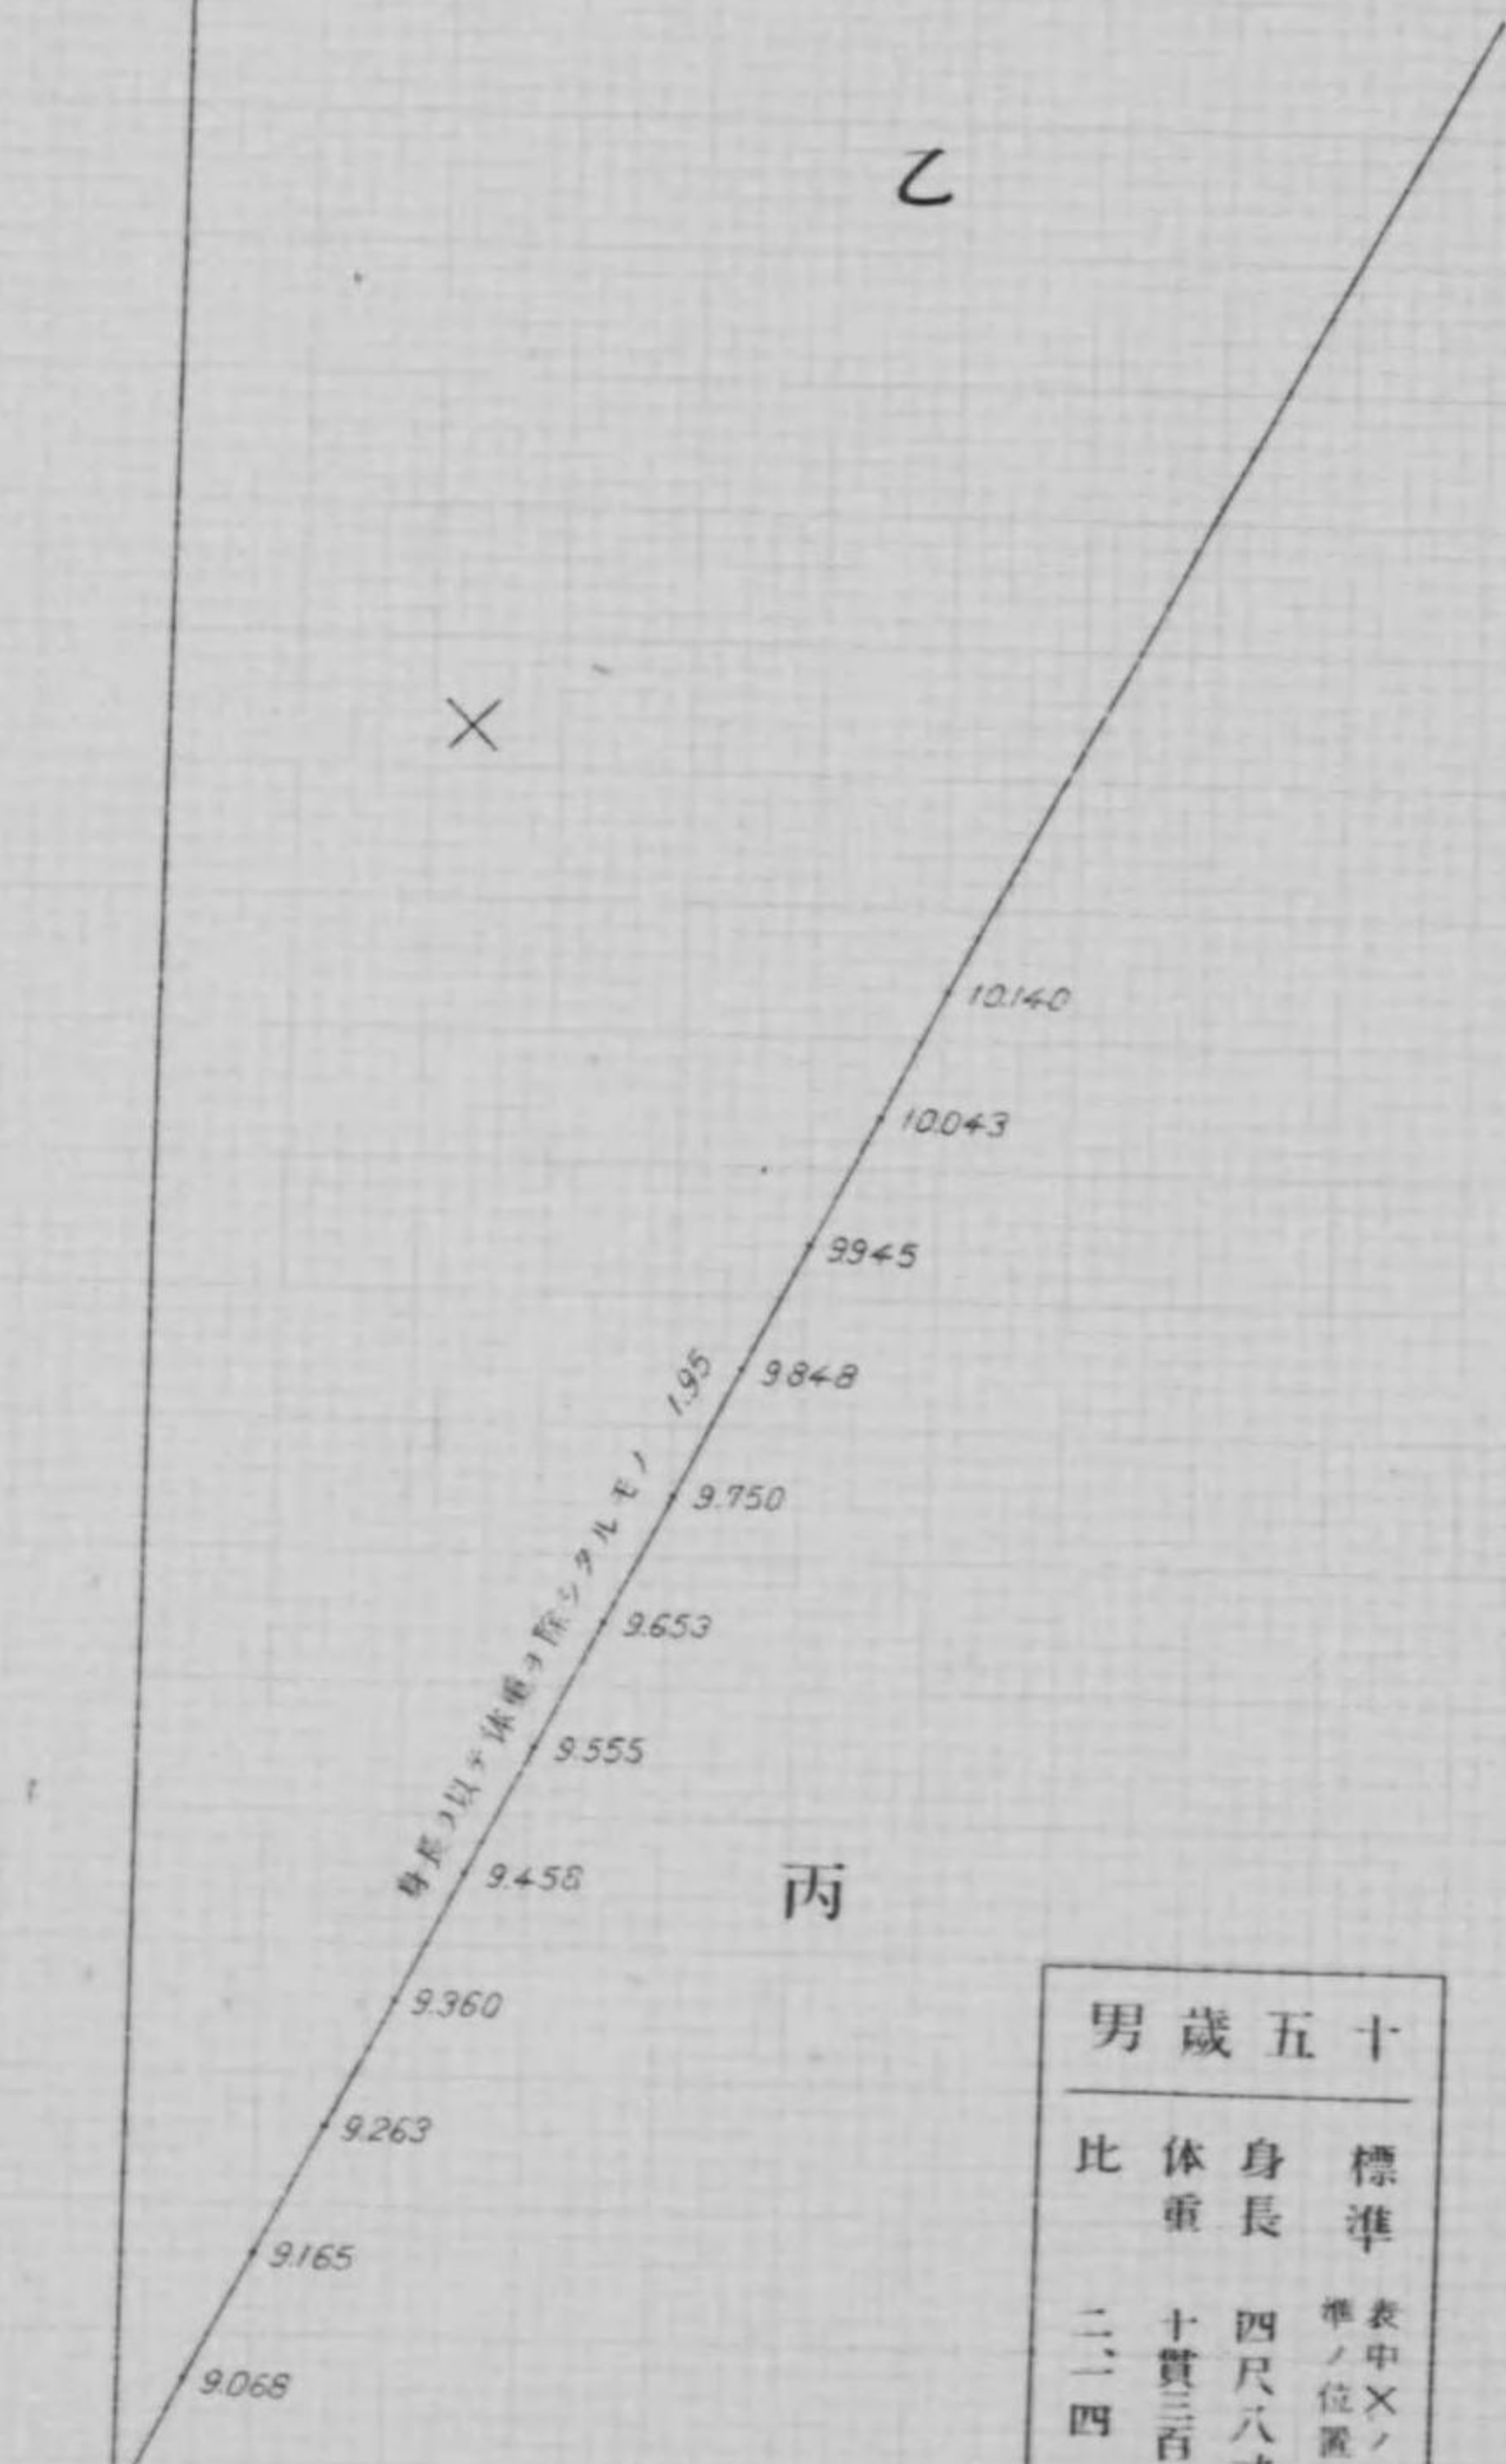 乙
×
10.140
10.043
9.945
9.848
1.95
身長ヲ以テ体重ヲ除シタルモノ
9.750
9.653
9.555
9.458
丙
9.360
9.263
9.165
9.068
十五歳男
標準 表中×ノ
準ノ位置
身長 四尺八
体重 十貫三百
比 二、一四